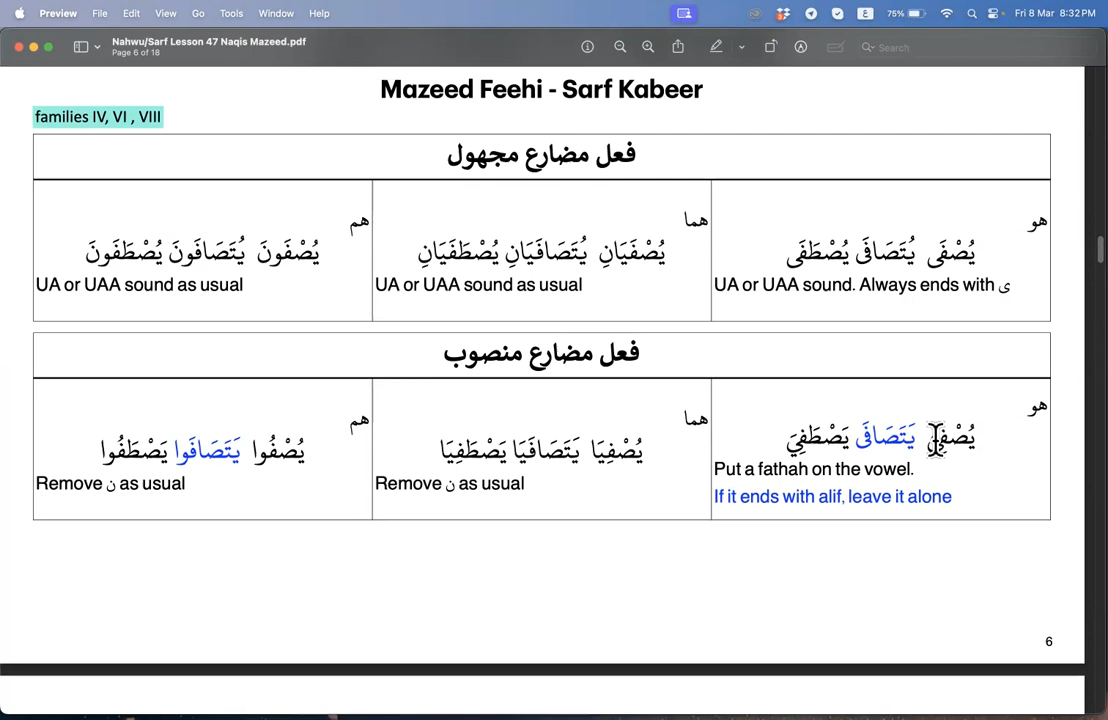 Preview File Edit View Go Tools Window Help 75% Fri 8 Mar 8:32 PM
Nahwu/Sarf Lesson 47 Naqis Mazeed.pdf
Page 6 of 18
Search
Mazeed Feehi - Sarf Kabeer
families IV, VI , VIII
فعل مضارع مجهول
هو
يُصْفَى يُتَصَافَى يُصْطَفَى
UA or UAA sound. Always ends with ى
هما
يُصْفَيَانِ يُتَصَافَيَانِ يُصْطَفَيَانِ
UA or UAA sound as usual
هم
يُصْفَونَ يُتَصَافَونَ يُصْطَفَونَ
UA or UAA sound as usual
فعل مضارع منصوب
هو
يُصْفِيَ يَتَصَافَى يَصْطَفِيَ
Put a fathah on the vowel.
If it ends with alif, leave it alone
هما
يُصْفِيَا يَتَصَافَيَا يَصْطَفِيَا
Remove ن as usual
هم
يُصْفُوا يَتَصَافَوا يَصْطَفُوا
Remove ن as usual
6